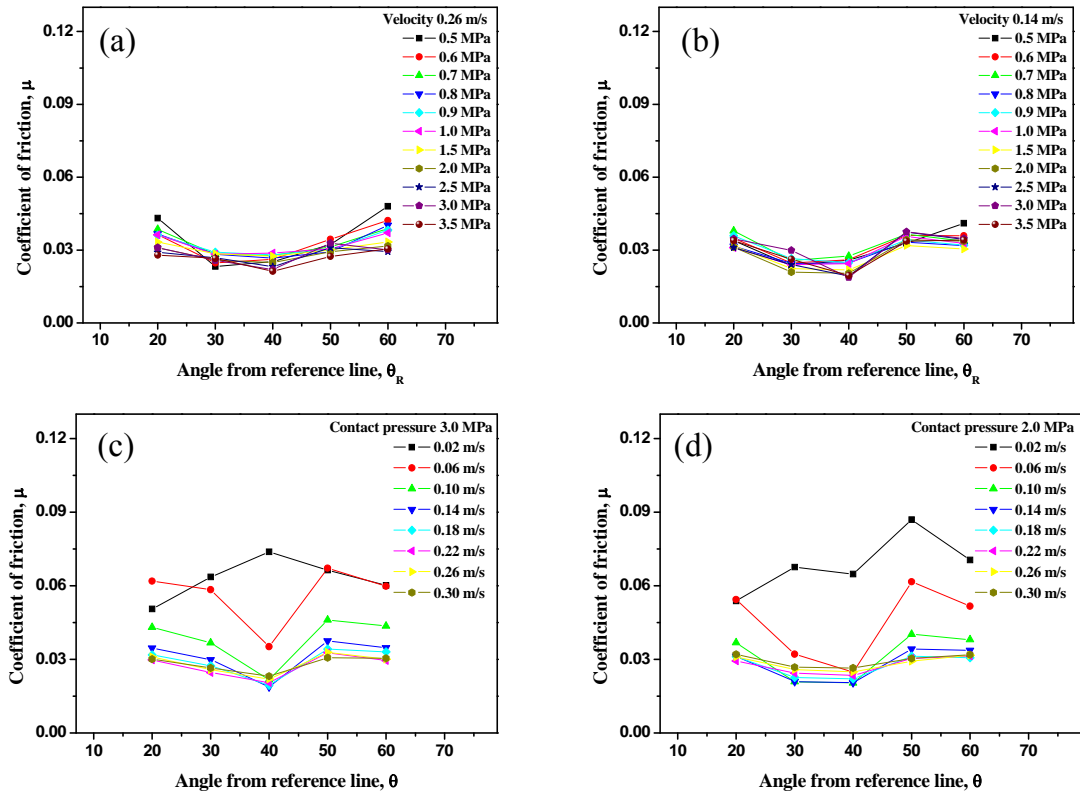 (a)
Velocity 0.26 m/s
0.5 MPa
0.6 MPa
0.7 MPa
0.8 MPa
0.9 MPa
1.0 MPa
1.5 MPa
2.0 MPa
2.5 MPa
3.0 MPa
3.5 MPa
Coefficient of friction, μ
0.12
0.09
0.06
0.03
0.00
10 20 30 40 50 60 70
Angle from reference line, θR
(b)
Velocity 0.14 m/s
0.5 MPa
0.6 MPa
0.7 MPa
0.8 MPa
0.9 MPa
1.0 MPa
1.5 MPa
2.0 MPa
2.5 MPa
3.0 MPa
3.5 MPa
Coefficient of friction, μ
0.12
0.09
0.06
0.03
0.00
10 20 30 40 50 60 70
Angle from reference line, θR
(c)
Contact pressure 3.0 MPa
0.02 m/s
0.06 m/s
0.10 m/s
0.14 m/s
0.18 m/s
0.22 m/s
0.26 m/s
0.30 m/s
Coefficient of friction, μ
0.12
0.09
0.06
0.03
0.00
10 20 30 40 50 60 70
Angle from reference line, θ
(d)
Contact pressure 2.0 MPa
0.02 m/s
0.06 m/s
0.10 m/s
0.14 m/s
0.18 m/s
0.22 m/s
0.26 m/s
0.30 m/s
Coefficient of friction, μ
0.12
0.09
0.06
0.03
0.00
10 20 30 40 50 60 70
Angle from reference line, θ